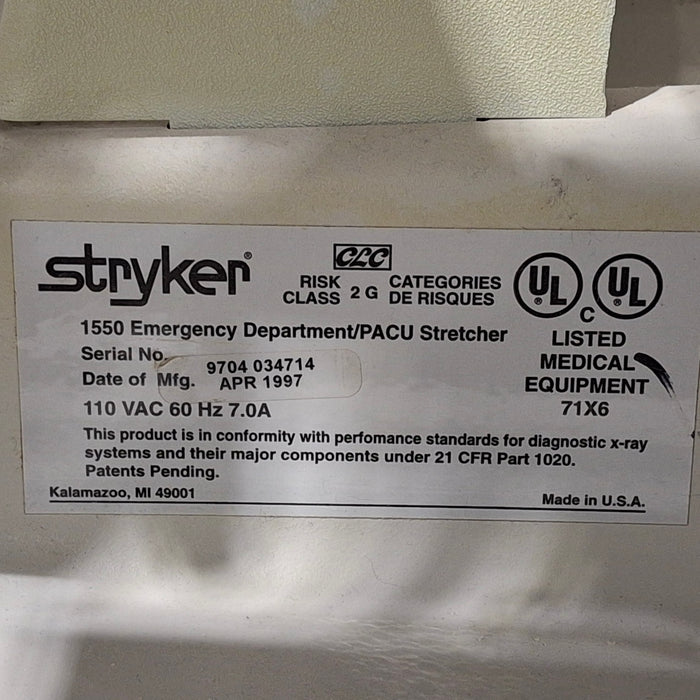 stryker®
CLC
RISK CLASS 2 G CATEGORIES DE RISQUES
UL ® C UL ®
1550 Emergency Department/PACU Stretcher
Serial No. 9704 034714
Date of Mfg. APR 1997
110 VAC 60 Hz 7.0A
LISTED
MEDICAL
EQUIPMENT
71X6
This product is in conformity with perfomance standards for diagnostic x-ray
systems and their major components under 21 CFR Part 1020.
Patents Pending.
Kalamazoo, MI 49001
Made in U.S.A.